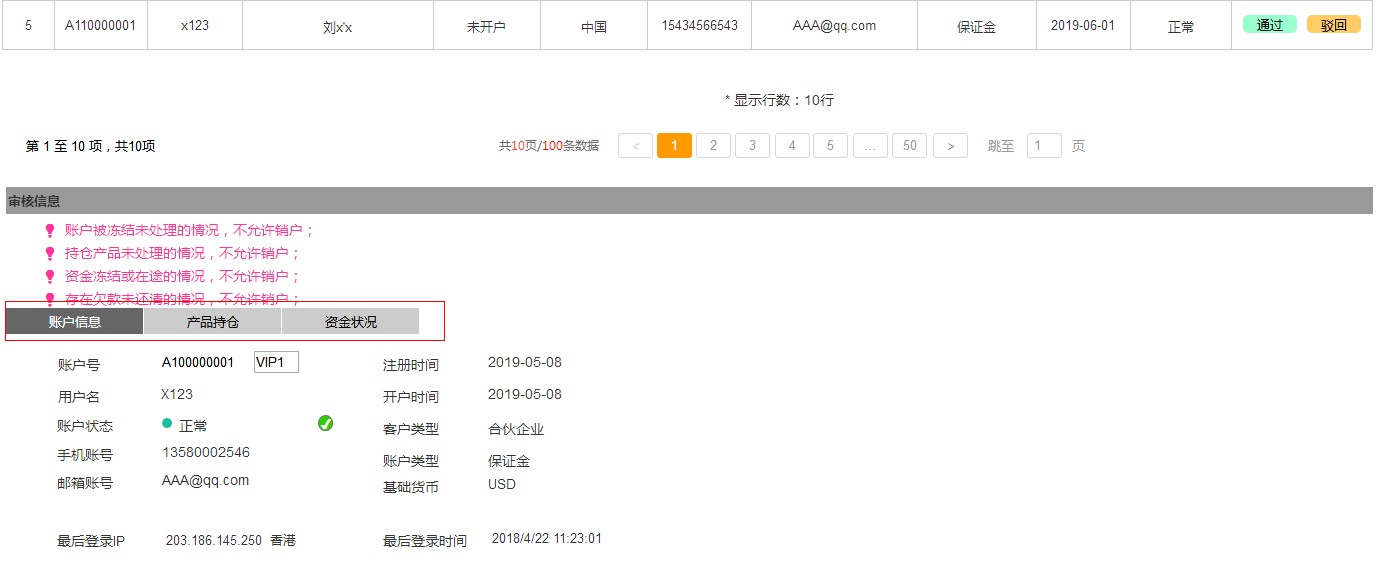 5 A110000001 x123 刘x'x 未开户 中国 15434566543 AAA@qq.com 保证金 2019-06-01 正常 通过 驳回
* 显示行数：10行
第 1 至 10 项，共10项 共10页/100条数据 < 1 2 3 4 5 ... 50 > 跳至 1 页
审核信息
账户被冻结未处理的情况，不允许销户；
持仓产品未处理的情况，不允许销户；
资金冻结或在途的情况，不允许销户；
存在欠款未还清的情况，不允许销户；
账户信息 产品持仓 资金状况
账户号 A100000001 VIP1 注册时间 2019-05-08
用户名 X123 开户时间 2019-05-08
账户状态 正常 客户类型 合伙企业
手机账号 13580002546 账户类型 保证金
邮箱账号 AAA@qq.com 基础货币 USD
最后登录IP 203.186.145.250 香港 最后登录时间 2018/4/22 11:23:01